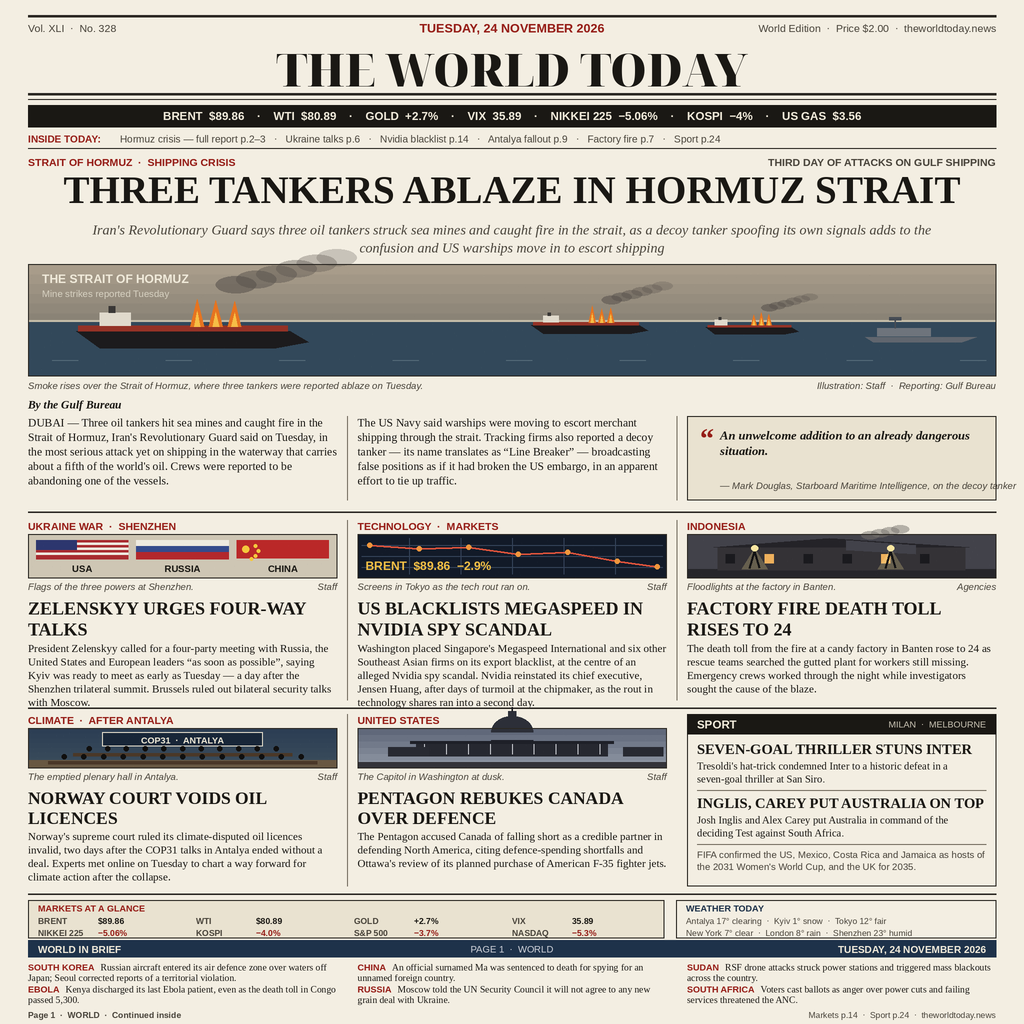 Vol. XLI · No. 328
TUESDAY, 24 NOVEMBER 2026
World Edition · Price $2.00 · theworldtoday.news
THE WORLD TODAY
BRENT $89.86 · WTI $80.89 · GOLD +2.7% · VIX 35.89 · NIKKEI 225 −5.06% · KOSPI −4% · US GAS $3.56
INSIDE TODAY: Hormuz crisis — full report p.2–3 · Ukraine talks p.6 · Nvidia blacklist p.14 · Antalya fallout p.9 · Factory fire p.7 · Sport p.24
STRAIT OF HORMUZ · SHIPPING CRISIS
THIRD DAY OF ATTACKS ON GULF SHIPPING
THREE TANKERS ABLAZE IN HORMUZ STRAIT
Iran's Revolutionary Guard says three oil tankers struck sea mines and caught fire in the strait, as a decoy tanker spoofing its own signals adds to the
confusion and US warships move in to escort shipping
THE STRAIT OF HORMUZ
Mine strikes reported Tuesday
Smoke rises over the Strait of Hormuz, where three tankers were reported ablaze on Tuesday.
Illustration: Staff · Reporting: Gulf Bureau
By the Gulf Bureau
DUBAI — Three oil tankers hit sea mines and caught fire in the
Strait of Hormuz, Iran's Revolutionary Guard said on Tuesday, in
the most serious attack yet on shipping in the waterway that carries
about a fifth of the world's oil. Crews were reported to be
abandoning one of the vessels.
The US Navy said warships were moving to escort merchant
shipping through the strait. Tracking firms also reported a decoy
tanker — its name translates as “Line Breaker” — broadcasting
false positions as if it had broken the US embargo, in an apparent
effort to tie up traffic.
“ An unwelcome addition to an already dangerous
situation.
— Mark Douglas, Starboard Maritime Intelligence, on the decoy tanker
UKRAINE WAR · SHENZHEN
USA
RUSSIA
CHINA
Flags of the three powers at Shenzhen.
Staff
ZELENSKYY URGES FOUR-WAY
TALKS
President Zelenskyy called for a four-party meeting with Russia, the
United States and European leaders “as soon as possible”, saying
Kyiv was ready to meet as early as Tuesday — a day after the
Shenzhen trilateral summit. Brussels ruled out bilateral security talks
with Moscow.
TECHNOLOGY · MARKETS
BRENT $89.86 −2.9%
Screens in Tokyo as the tech rout ran on.
Staff
US BLACKLISTS MEGASPEED IN
NVIDIA SPY SCANDAL
Washington placed Singapore's Megaspeed International and six other
Southeast Asian firms on its export blacklist, at the centre of an
alleged Nvidia spy scandal. Nvidia reinstated its chief executive,
Jensen Huang, after days of turmoil at the chipmaker, as the rout in
technology shares ran into a second day.
INDONESIA
Floodlights at the factory in Banten.
Agencies
FACTORY FIRE DEATH TOLL
RISES TO 24
The death toll from the fire at a candy factory in Banten rose to 24 as
rescue teams searched the gutted plant for workers still missing.
Emergency crews worked through the night while investigators
sought the cause of the blaze.
CLIMATE · AFTER ANTALYA
COP31 · ANTALYA
The emptied plenary hall in Antalya.
Staff
NORWAY COURT VOIDS OIL
LICENCES
Norway's supreme court ruled its climate-disputed oil licences
invalid, two days after the COP31 talks in Antalya ended without a
deal. Experts met online on Tuesday to chart a way forward for
climate action after the collapse.
UNITED STATES
The Capitol in Washington at dusk.
Staff
PENTAGON REBUKES CANADA
OVER DEFENCE
The Pentagon accused Canada of falling short as a credible partner in
defending North America, citing defence-spending shortfalls and
Ottawa's review of its planned purchase of American F-35 fighter jets.
SPORT
MILAN · MELBOURNE
SEVEN-GOAL THRILLER STUNS INTER
Tresoldi's hat-trick condemned Inter to a historic defeat in a
seven-goal thriller at San Siro.
INGLIS, CAREY PUT AUSTRALIA ON TOP
Josh Inglis and Alex Carey put Australia in command of the
deciding Test against South Africa.
FIFA confirmed the US, Mexico, Costa Rica and Jamaica as hosts of
the 2031 Women's World Cup, and the UK for 2035.
MARKETS AT A GLANCE
BRENT $89.86 WTI $80.89 GOLD +2.7% VIX 35.89
NIKKEI 225 −5.06% KOSPI −4.0% S&P 500 −3.7% NASDAQ −5.3%
WEATHER TODAY
Antalya 17° clearing · Kyiv 1° snow · Tokyo 12° fair
New York 7° clear · London 8° rain · Shenzhen 23° humid
WORLD IN BRIEF
PAGE 1 · WORLD
TUESDAY, 24 NOVEMBER 2026
SOUTH KOREA Russian aircraft entered its air defence zone over waters off
Japan; Seoul corrected reports of a territorial violation.
EBOLA Kenya discharged its last Ebola patient, even as the death toll in Congo
passed 5,300.
CHINA An official surnamed Ma was sentenced to death for spying for an
unnamed foreign country.
RUSSIA Moscow told the UN Security Council it will not agree to any new
grain deal with Ukraine.
SUDAN RSF drone attacks struck power stations and triggered mass blackouts
across the country.
SOUTH AFRICA Voters cast ballots as anger over power cuts and failing
services threatened the ANC.
Page 1 · WORLD · Continued inside
Markets p.14 · Sport p.24 · theworldtoday.news